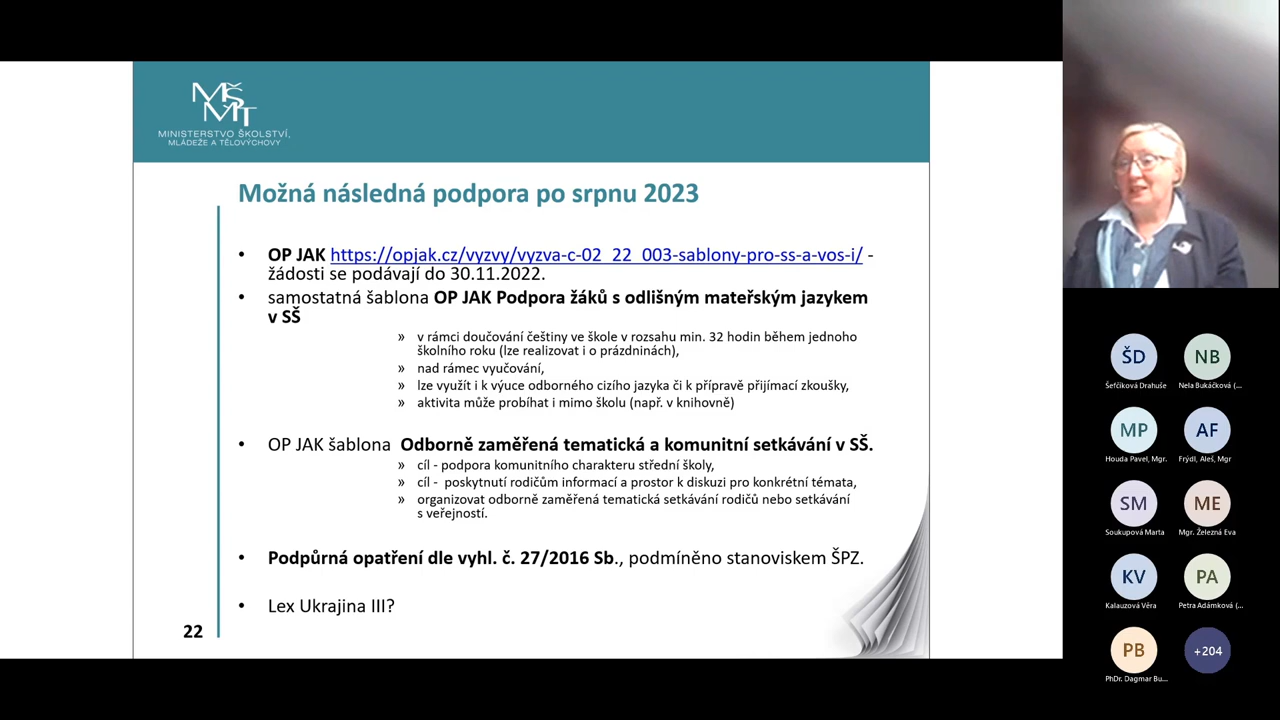 MŠMT
MINISTERSTVO ŠKOLSTVÍ,
MLÁDEŽE A TĚLOVÝCHOVY
Možná následná podpora po srpnu 2023
• OP JAK https://opjak.cz/vyzvy/vyzva-c-02_22_003-sablony-pro-ss-a-vos-i/ -
žádosti se podávají do 30.11.2022.
• samostatná šablona OP JAK Podpora žáků s odlišným mateřským jazykem
v SŠ
» v rámci doučování češtiny ve škole v rozsahu min. 32 hodin během jednoho
školního roku (lze realizovat i o prázdninách),
» nad rámec vyučování,
» lze využít i k výuce odborného cizího jazyka či k přípravě přijímací zkoušky,
» aktivita může probíhat i mimo školu (např. v knihovně)
• OP JAK šablona Odborně zaměřená tematická a komunitní setkávání v SŠ.
» cíl - podpora komunitního charakteru střední školy,
» cíl - poskytnutí rodičům informací a prostor k diskuzi pro konkrétní témata,
» organizovat odborně zaměřená tematická setkávání rodičů nebo setkávání
s veřejností.
• Podpůrná opatření dle vyhl. č. 27/2016 Sb., podmíněno stanoviskem ŠPZ.
• Lex Ukrajina III?
22
ŠD
Šefčíková Drahuše
NB
Nela Bukáčková (...
MP
Houda Pavel, Mgr.
AF
Frýdl, Aleš, Mgr
SM
Soukupová Marta
ME
Mgr. Železná Eva
KV
Kalauzová Věra
PA
Petra Adámková (...
PB
PhDr. Dagmar Bu...
+204